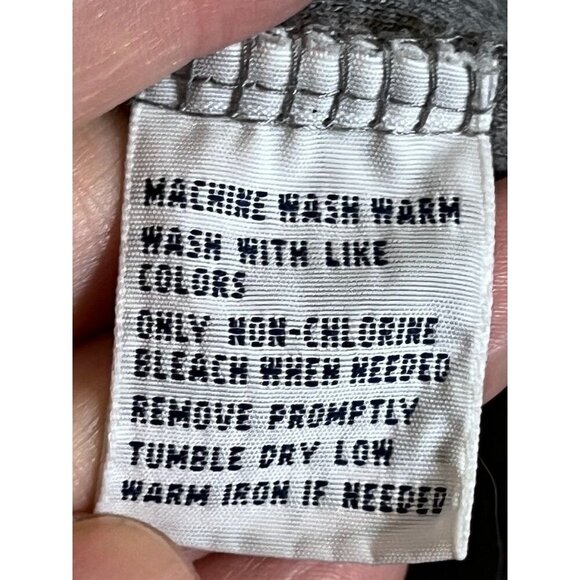 MACHINE WASH WARM
WASH WITH LIKE
COLORS
ONLY NON-CHLORINE
BLEACH WHEN NEEDED
REMOVE PROMPTLY
TUMBLE DRY LOW
WARM IRON IF NEEDED